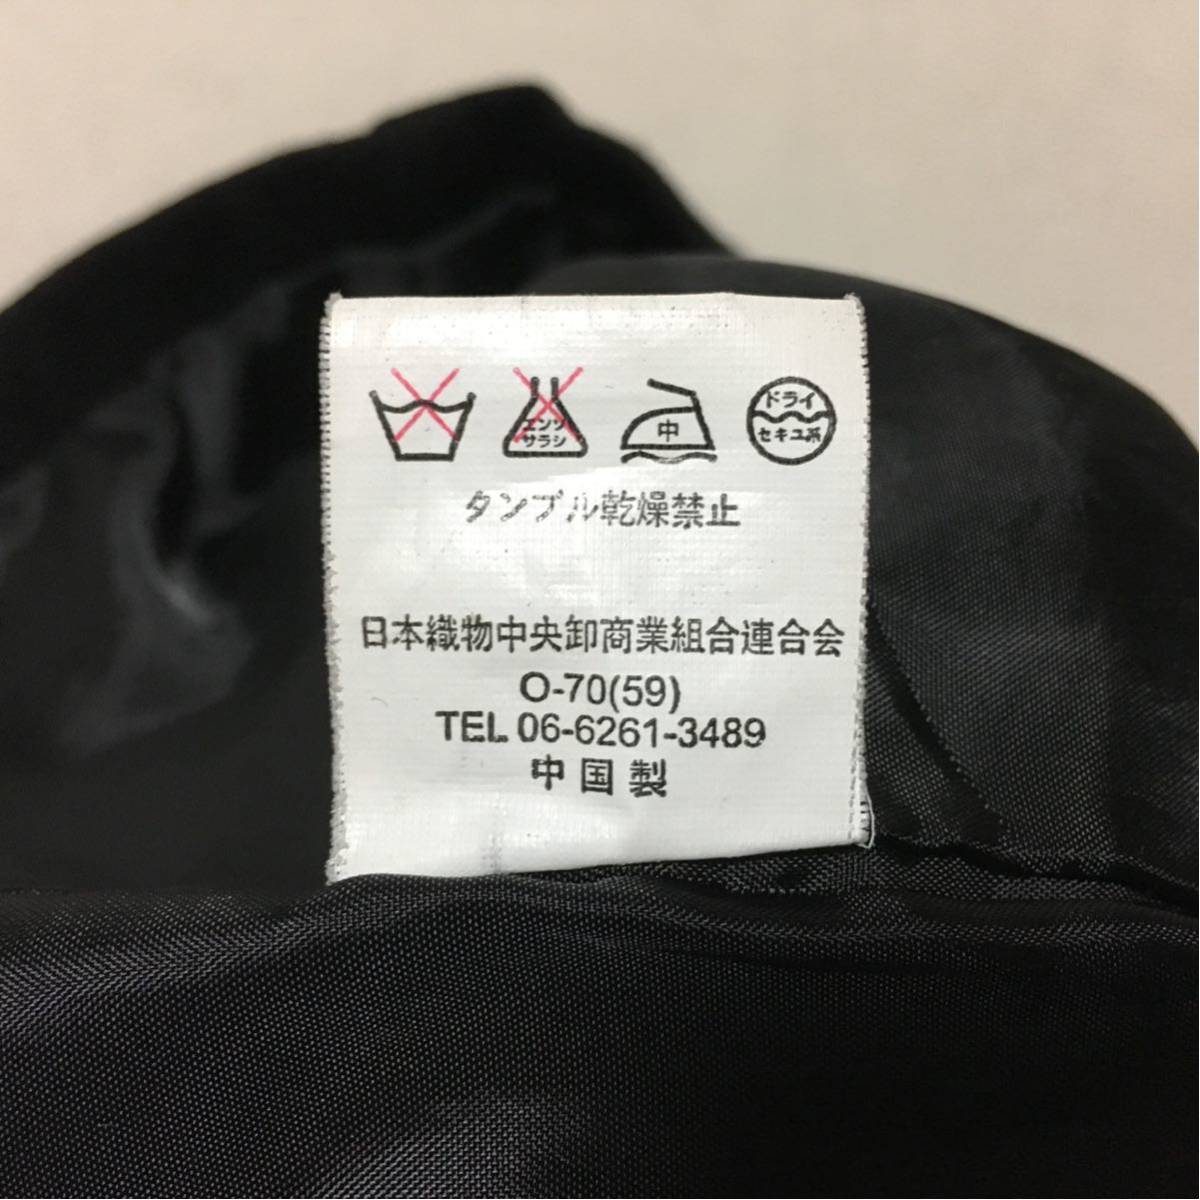 エンソ
サラシ
中
ドライ
セキユ系
タンブル乾燥禁止
日本織物中央卸商業組合連合会
O-70(59)
TEL 06-6261-3489
中国製